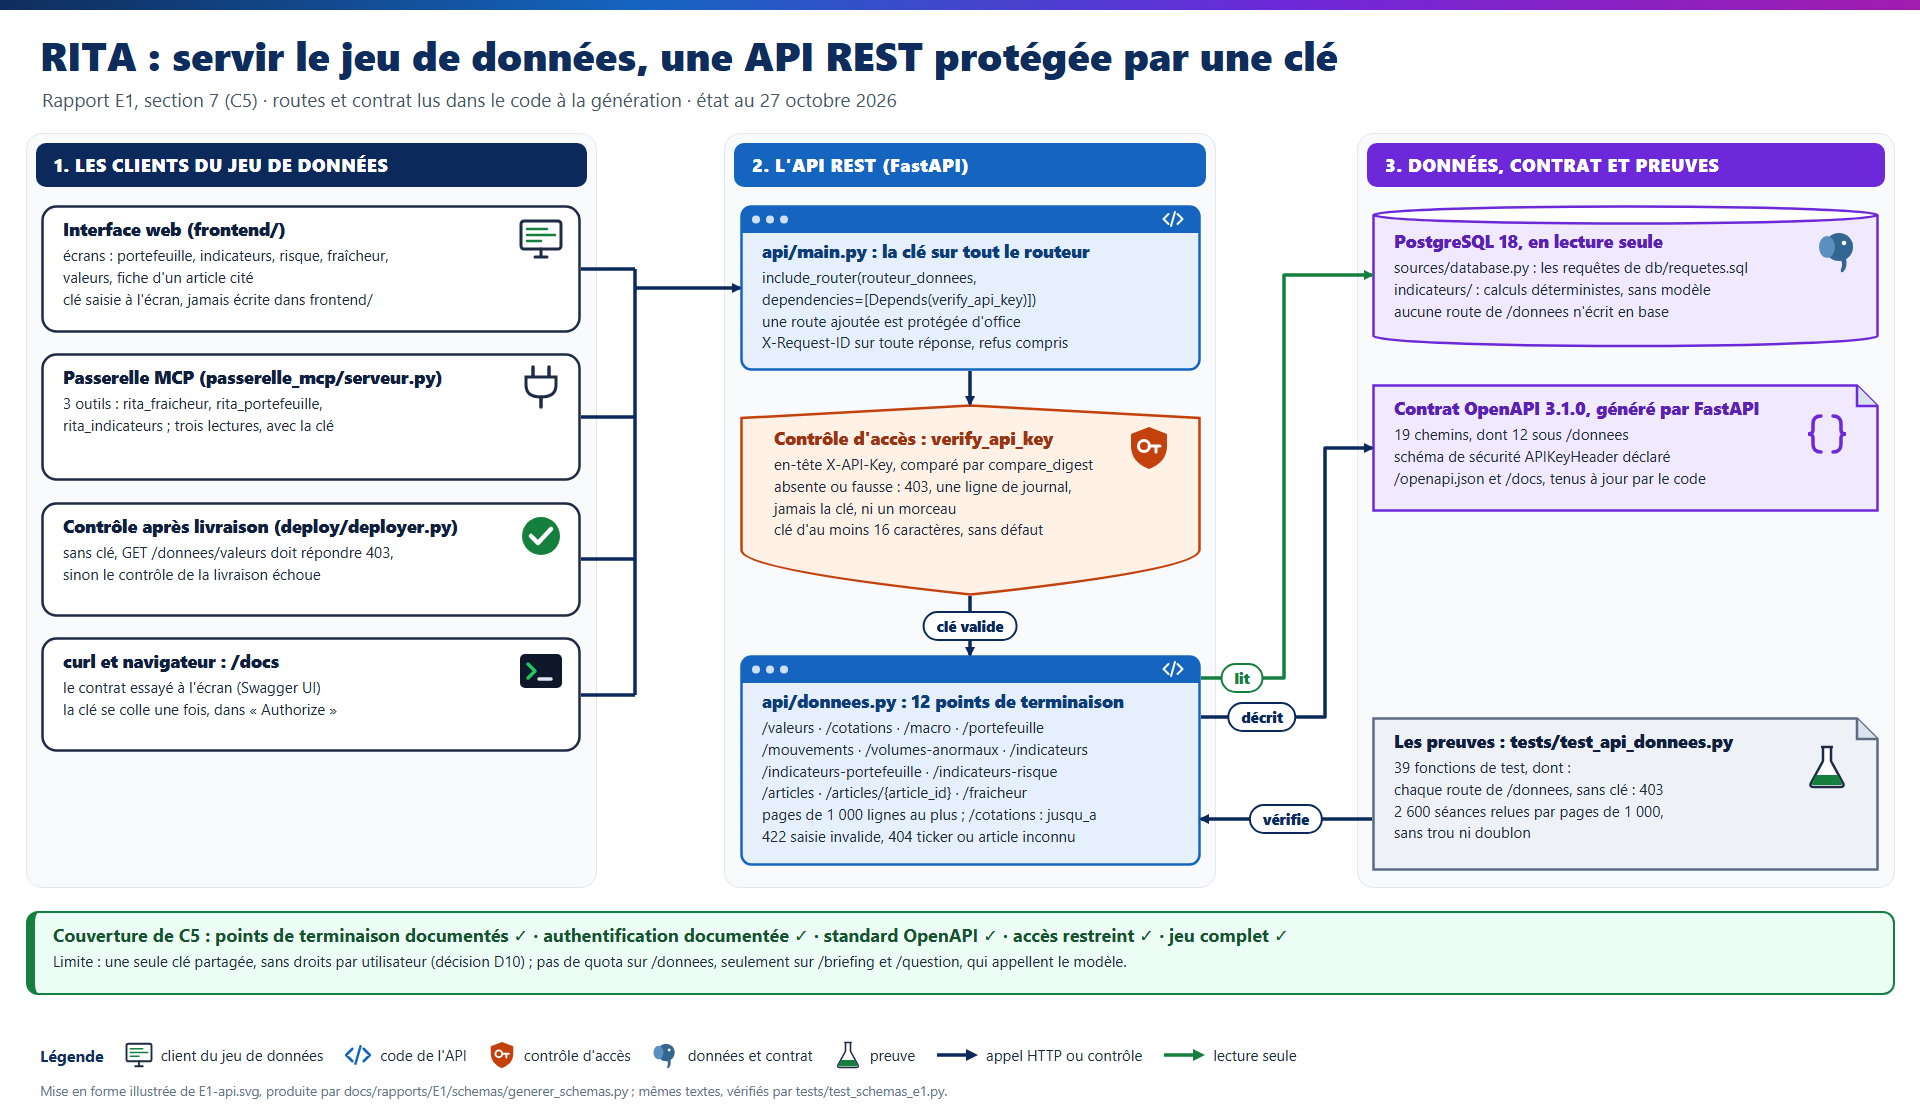 RITA : servir le jeu de données, une API REST protégée par une clé
Rapport E1, section 7 (C5) · routes et contrat lus dans le code à la génération · état au 27 octobre 2026
1. LES CLIENTS DU JEU DE DONNÉES
Interface web (frontend/)
écrans : portefeuille, indicateurs, risque, fraîcheur,
valeurs, fiche d'un article cité
clé saisie à l'écran, jamais écrite dans frontend/
Passerelle MCP (passerelle_mcp/serveur.py)
3 outils : rita_fraicheur, rita_portefeuille,
rita_indicateurs ; trois lectures, avec la clé
Contrôle après livraison (deploy/deployer.py)
sans clé, GET /donnees/valeurs doit répondre 403,
sinon le contrôle de la livraison échoue
curl et navigateur : /docs
le contrat essayé à l'écran (Swagger UI)
la clé se colle une fois, dans « Authorize »
2. L'API REST (FastAPI)
</>
api/main.py : la clé sur tout le routeur
include_router(routeur_donnees,
dependencies=[Depends(verify_api_key)])
une route ajoutée est protégée d'office
X-Request-ID sur toute réponse, refus compris
Contrôle d'accès : verify_api_key
en-tête X-API-Key, comparé par compare_digest
absente ou fausse : 403, une ligne de journal,
jamais la clé, ni un morceau
clé d'au moins 16 caractères, sans défaut
clé valide
</>
api/donnees.py : 12 points de terminaison
/valeurs · /cotations · /macro · /portefeuille
/mouvements · /volumes-anormaux · /indicateurs
/indicateurs-portefeuille · /indicateurs-risque
/articles · /articles/{article_id} · /fraicheur
pages de 1 000 lignes au plus ; /cotations : jusqu_a
422 saisie invalide, 404 ticker ou article inconnu
lit
décrit
vérifie
3. DONNÉES, CONTRAT ET PREUVES
PostgreSQL 18, en lecture seule
sources/database.py : les requêtes de db/requetes.sql
indicateurs/ : calculs déterministes, sans modèle
aucune route de /donnees n'écrit en base
Contrat OpenAPI 3.1.0, généré par FastAPI
19 chemins, dont 12 sous /donnees
schéma de sécurité APIKeyHeader déclaré
/openapi.json et /docs, tenus à jour par le code
{ }
Les preuves : tests/test_api_donnees.py
39 fonctions de test, dont :
chaque route de /donnees, sans clé : 403
2 600 séances relues par pages de 1 000,
sans trou ni doublon
Couverture de C5 : points de terminaison documentés ✓ · authentification documentée ✓ · standard OpenAPI ✓ · accès restreint ✓ · jeu complet ✓
Limite : une seule clé partagée, sans droits par utilisateur (décision D10) ; pas de quota sur /donnees, seulement sur /briefing et /question, qui appellent le modèle.
Légende client du jeu de données </> code de l'API contrôle d'accès données et contrat preuve appel HTTP ou contrôle lecture seule
Mise en forme illustrée de E1-api.svg, produite par docs/rapports/E1/schemas/generer_schemas.py ; mêmes textes, vérifiés par tests/test_schemas_e1.py.